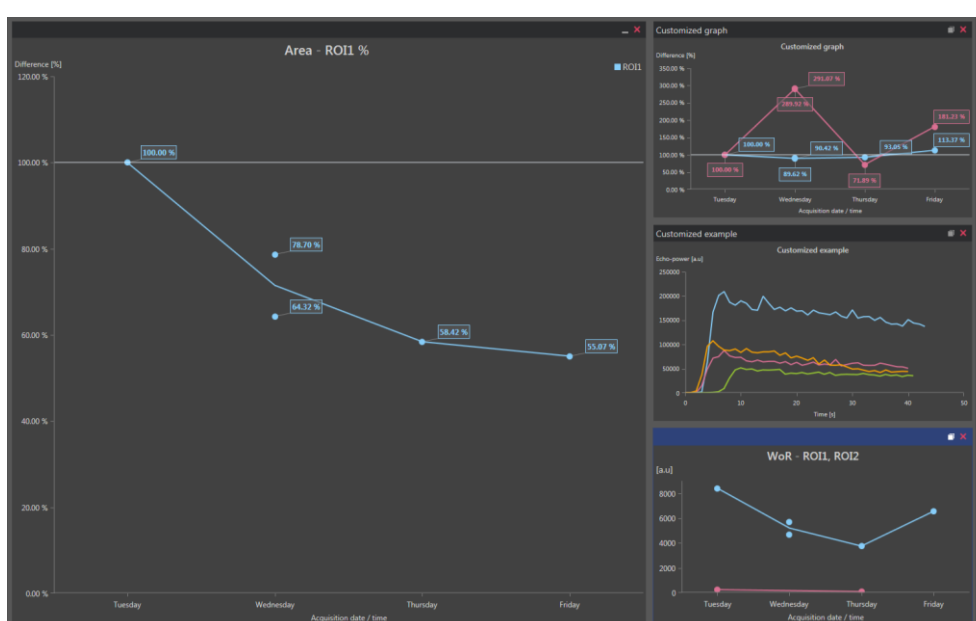 Area - ROI1 %
Difference [%]
ROI1
120.00 %
100.00 %
80.00 %
60.00 %
40.00 %
20.00 %
0.00 %
100.00 %
78.70 %
64.32 %
58.42 %
55.07 %
Tuesday
Wednesday
Thursday
Friday
Acquisition date / time
Customized graph
Customized graph
Difference [%]
350.00 %
300.00 %
250.00 %
200.00 %
150.00 %
100.00 %
50.00 %
0.00 %
291.07 %
289.92 %
181.23 %
100.00 %
90.42 %
93.05 %
113.37 %
100.00 %
89.62 %
71.89 %
Tuesday
Wednesday
Thursday
Friday
Acquisition date / time
Customized example
Customized example
Echo-power [a.u]
250000
200000
150000
100000
50000
0
0
10
20
30
40
50
Time [s]
WoR - ROI1, ROI2
[a.u]
8000
6000
4000
2000
0
Tuesday
Wednesday
Thursday
Friday
Acquisition date / time